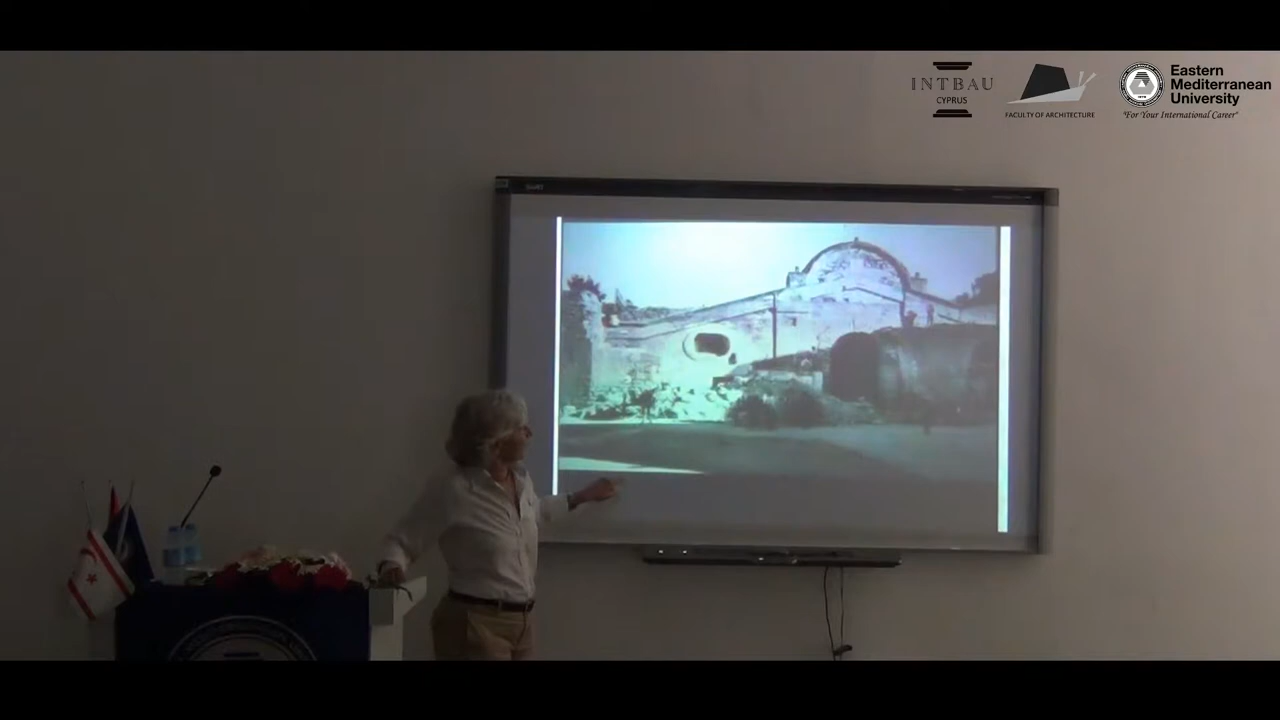 INTBAU
CYPRUS
FACULTY OF ARCHITECTURE
Eastern
Mediterranean
University
"For Your International Career"